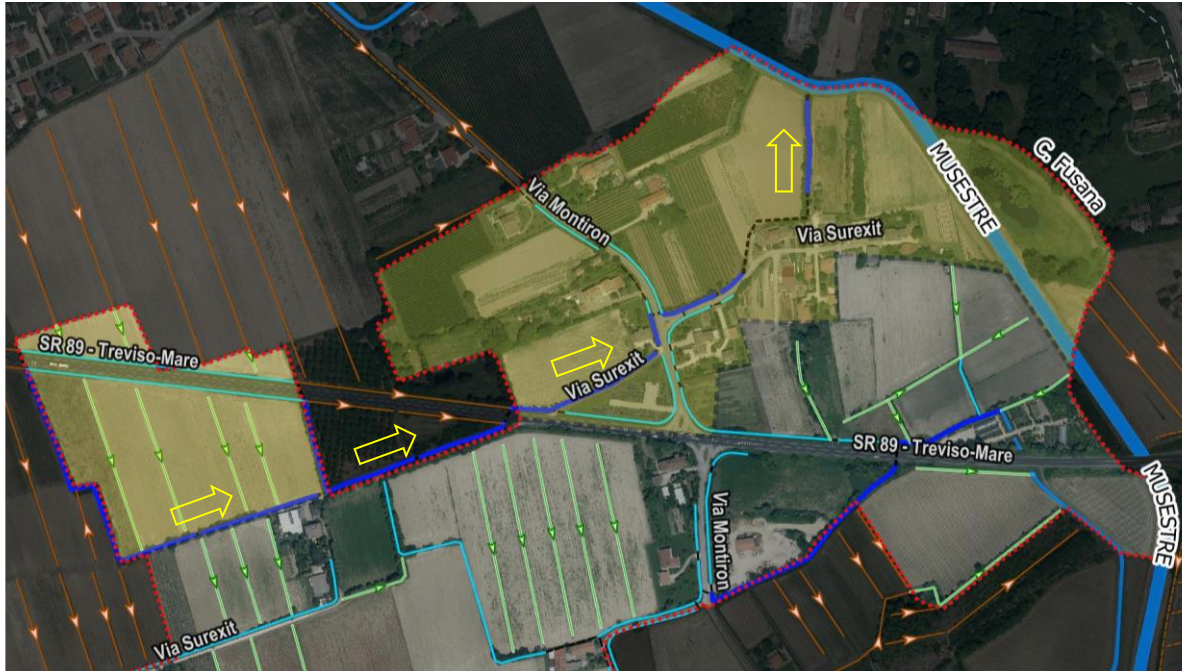 Via Montiron
MUSESTRE
C. Fusana
Via Surexit
SR 89 - Treviso-Mare
Via Surexit
SR 89 - Treviso-Mare
MUSESTRE
Via Montiron
Via Surexit